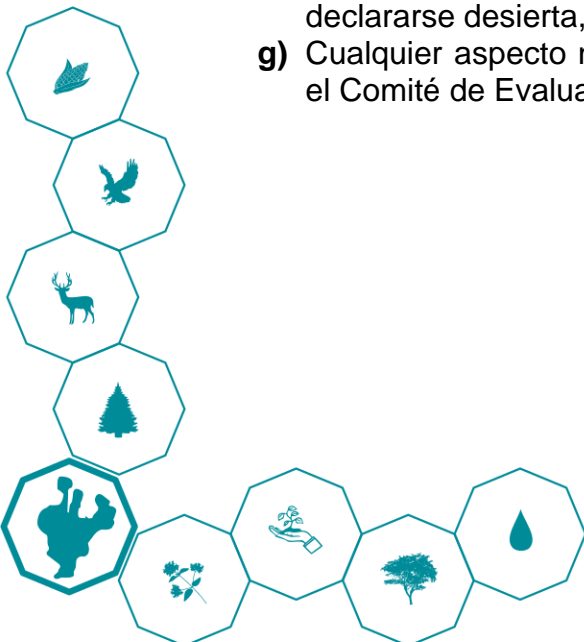 declararse desierta,
g) Cualquier aspecto
el Comité de Evalua